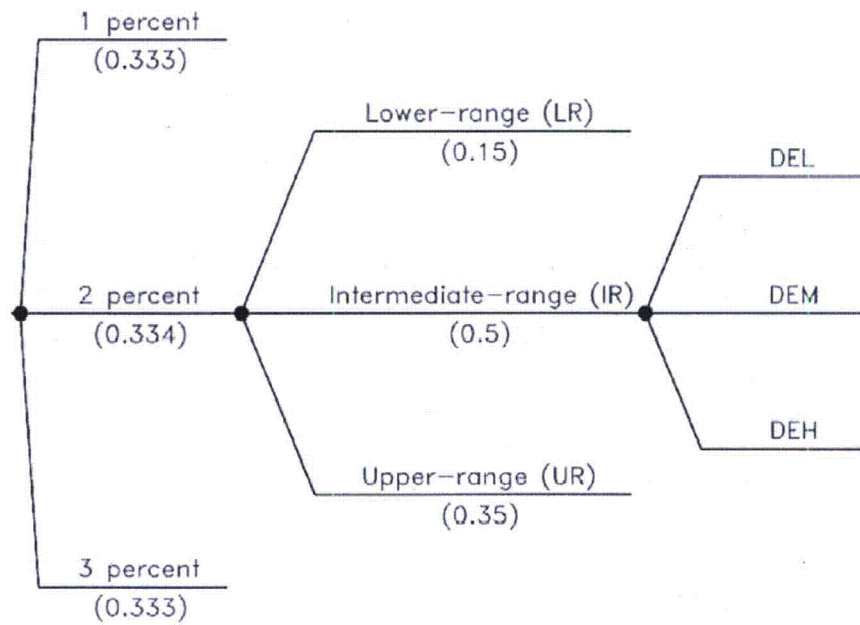 1 percent
(0.333)
Lower-range (LR)
(0.15)
DEL
2 percent
(0.334)
Intermediate-range (IR)
(0.5)
DEM
DEH
Upper-range (UR)
(0.35)
3 percent
(0.333)